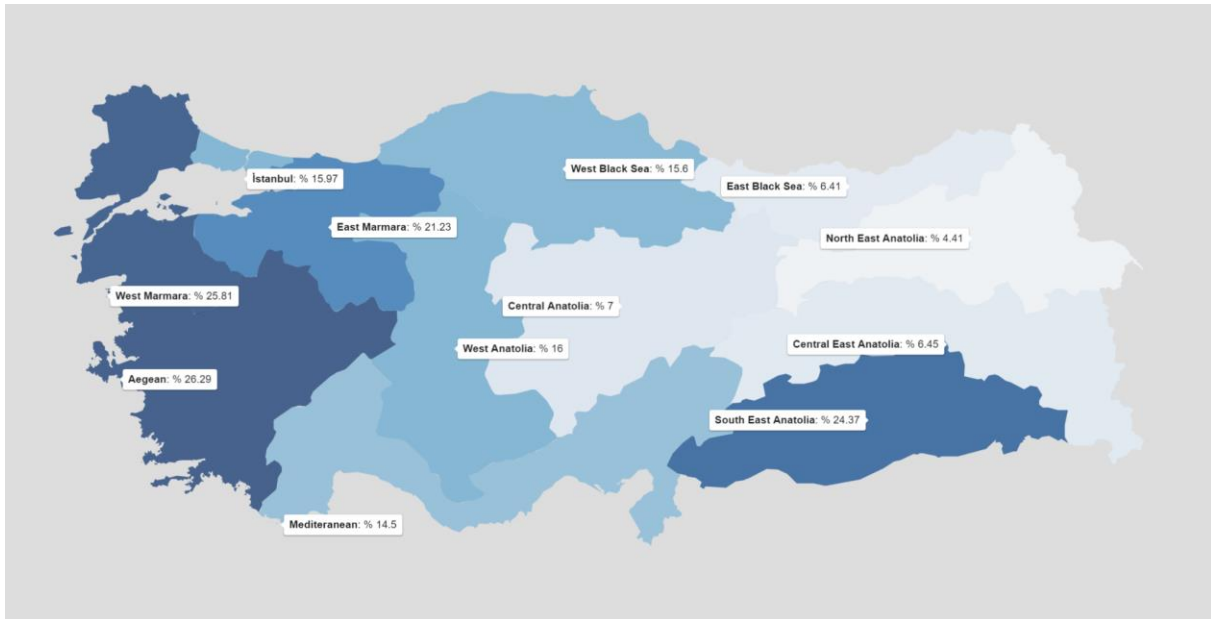 West Black Sea: % 15.6
İstanbul: % 15.97
East Black Sea: % 6.41
East Marmara: % 21.23
North East Anatolia: % 4.41
West Marmara: % 25.81
Central Anatolia: % 7
Central East Anatolia: % 6.45
West Anatolia: % 16
Aegean: % 26.29
South East Anatolia: % 24.37
Mediteranean: % 14.5